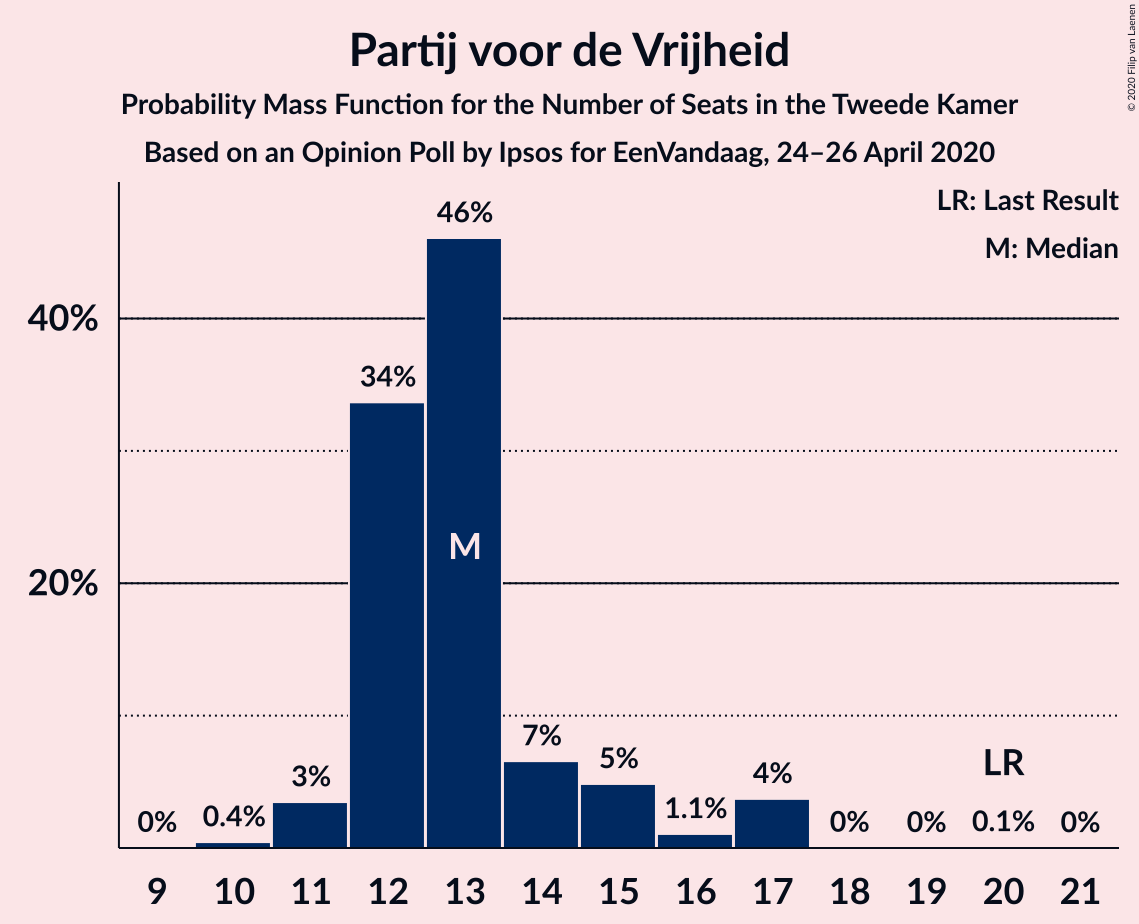 Partij voor de Vrijheid
Probability Mass Function for the Number of Seats in the Tweede Kamer
Based on an Opinion Poll by Ipsos for EenVandaag, 24–26 April 2020
© 2020 Filip van Laenen
LR: Last Result
M: Median
46%
40%
34%
M
20%
7%
5%
4%
3%
1.1%
0.4%
0%
LR
0%
0%
0.1%
0%
9 10 11 12 13 14 15 16 17 18 19 20 21